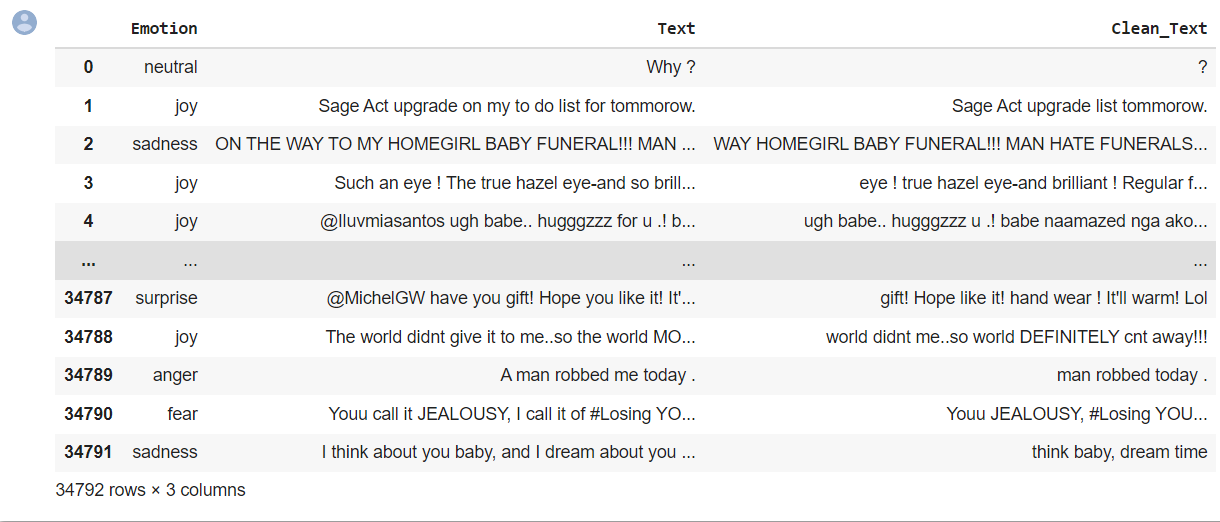 Emotion Text Clean_Text
0 neutral Why ? ?
1 joy Sage Act upgrade on my to do list for tommorow. Sage Act upgrade list tommorow.
2 sadness ON THE WAY TO MY HOMEGIRL BABY FUNERAL!!! MAN ... WAY HOMEGIRL BABY FUNERAL!!! MAN HATE FUNERALS...
3 joy Such an eye ! The true hazel eye-and so brill... eye ! true hazel eye-and brilliant ! Regular f...
4 joy @Iluvmiasantos ugh babe.. hugggzzz for u .! b... ugh babe.. hugggzzz u .! babe naamazed nga ako...
... ... ... ...
34787 surprise @MichelGW have you gift! Hope you like it! It'... gift! Hope like it! hand wear ! It'll warm! Lol
34788 joy The world didnt give it to me..so the world MO... world didnt me..so world DEFINITELY cnt away!!!
34789 anger A man robbed me today . man robbed today .
34790 fear Youu call it JEALOUSY, I call it of #Losing YO... Youu JEALOUSY, #Losing YOU...
34791 sadness I think about you baby, and I dream about you ... think baby, dream time
34792 rows × 3 columns